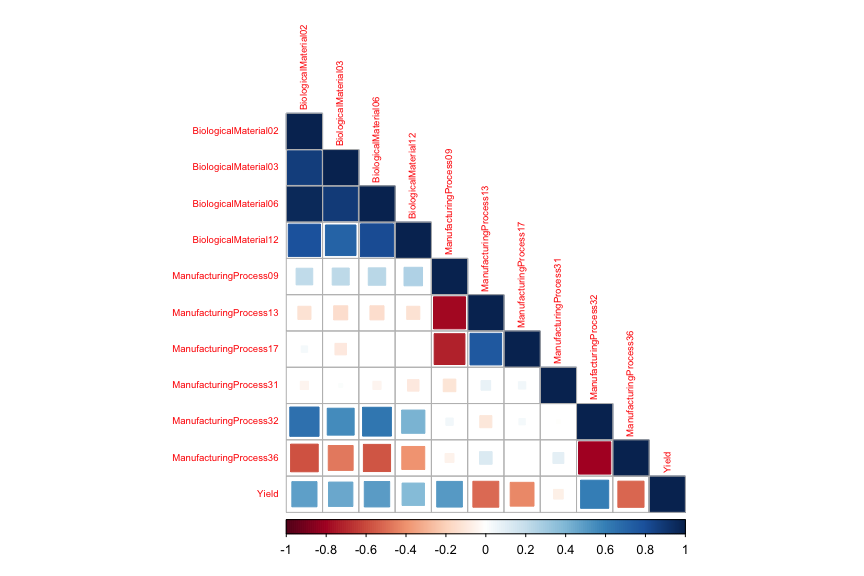 BiologicalMaterial02
BiologicalMaterial03
BiologicalMaterial06
BiologicalMaterial12
ManufacturingProcess09
ManufacturingProcess13
ManufacturingProcess17
ManufacturingProcess31
ManufacturingProcess32
ManufacturingProcess36
Yield
BiologicalMaterial02
BiologicalMaterial03
BiologicalMaterial06
BiologicalMaterial12
ManufacturingProcess09
ManufacturingProcess13
ManufacturingProcess17
ManufacturingProcess31
ManufacturingProcess32
ManufacturingProcess36
Yield
-1 -0.8 -0.6 -0.4 -0.2 0 0.2 0.4 0.6 0.8 1